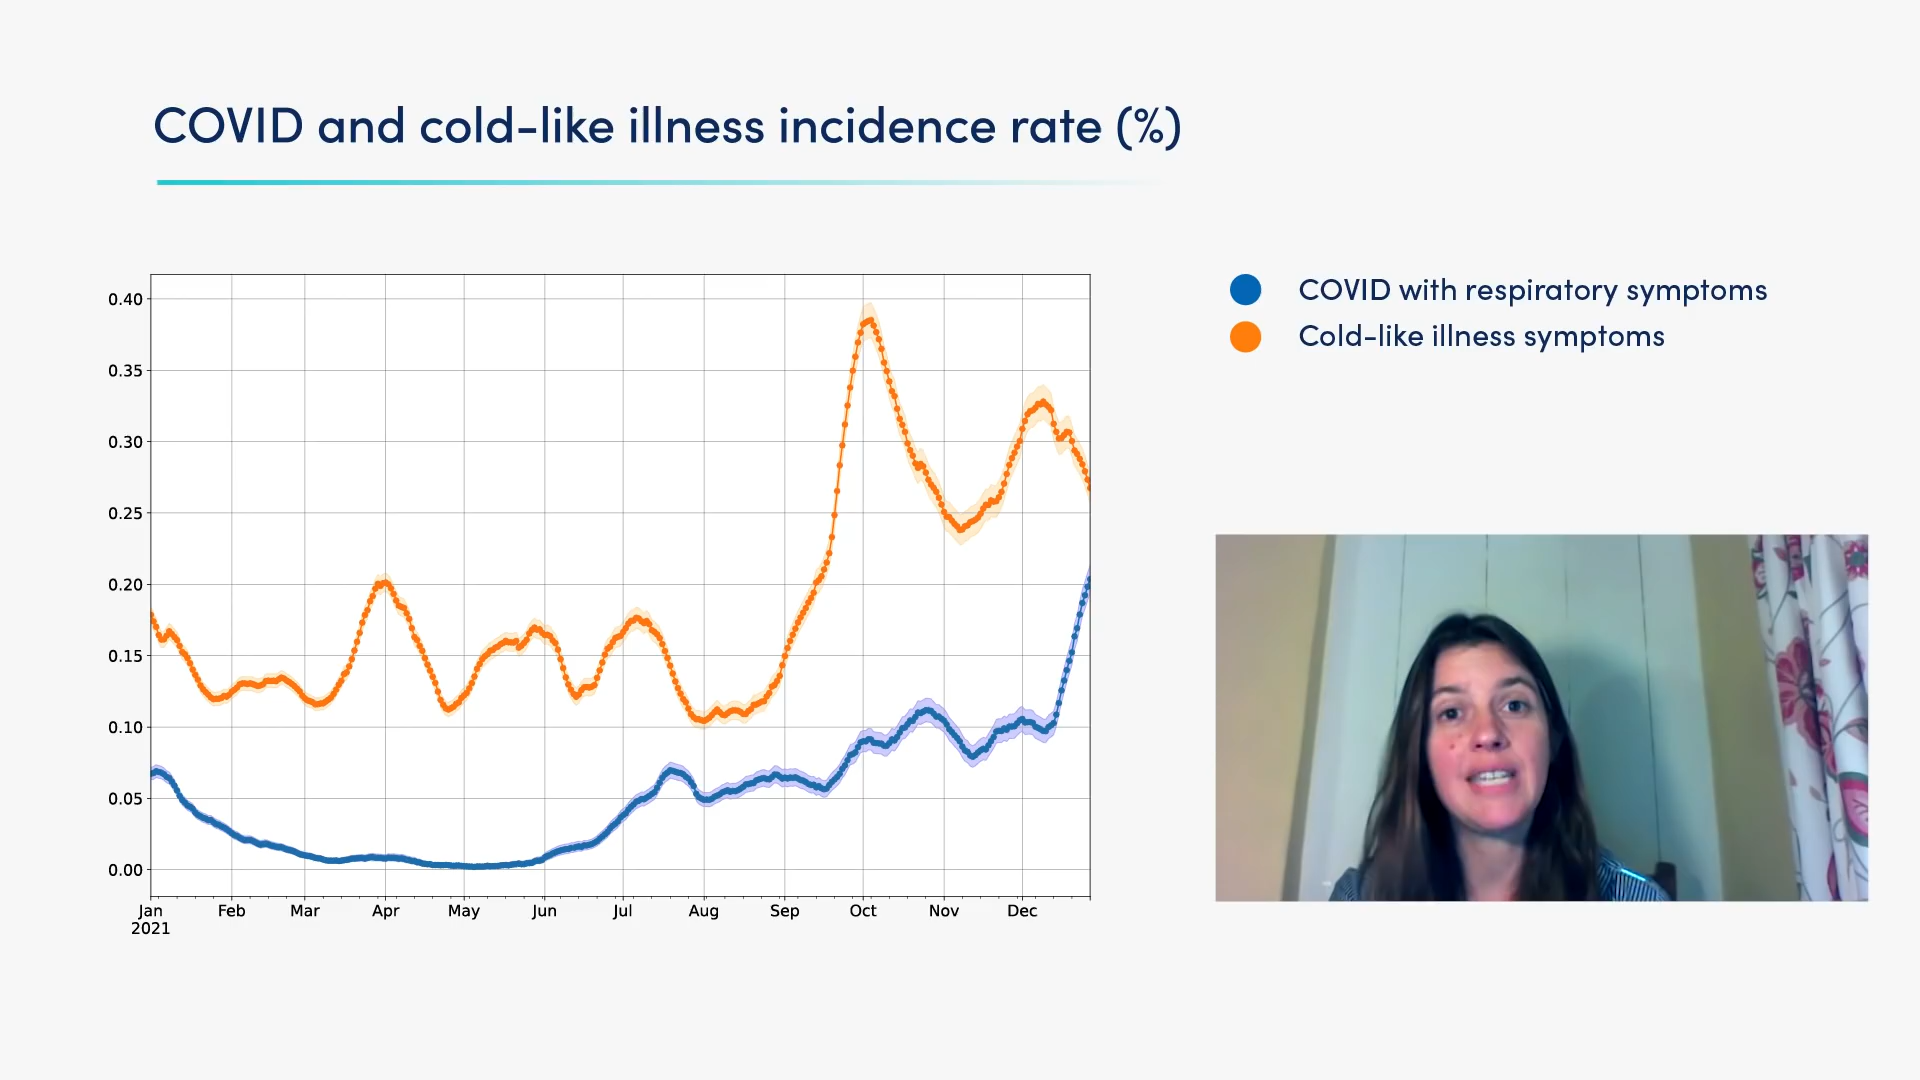 COVID and cold-like illness incidence rate (%)
COVID with respiratory symptoms
Cold-like illness symptoms
0.40
0.35
0.30
0.25
0.20
0.15
0.10
0.05
0.00
Jan Feb Mar Apr May Jun Jul Aug Sep Oct Nov Dec
2021